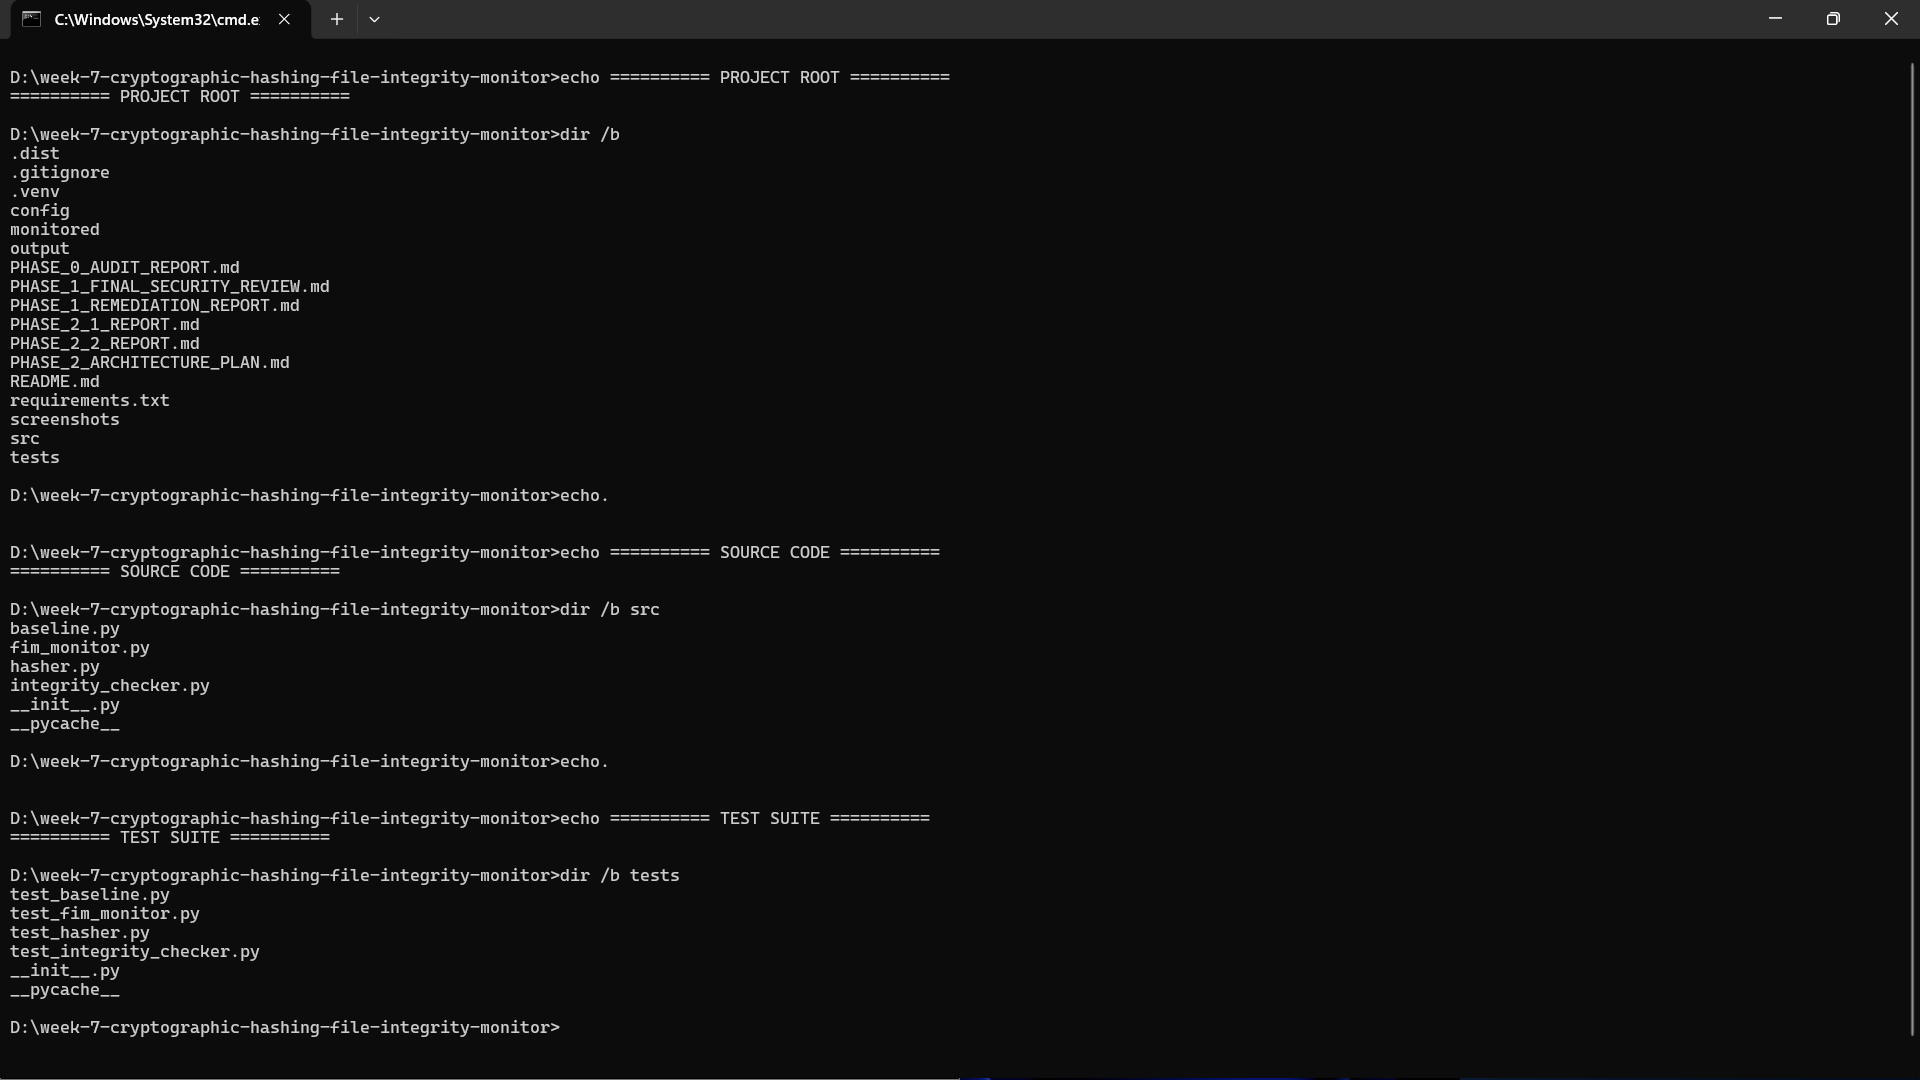 C:\Windows\System32\cmd.e
D:\week-7-cryptographic-hashing-file-integrity-monitor>echo ========== PROJECT ROOT ==========
========== PROJECT ROOT ==========
D:\week-7-cryptographic-hashing-file-integrity-monitor>dir /b
.dist
.gitignore
.venv
config
monitored
output
PHASE_0_AUDIT_REPORT.md
PHASE_1_FINAL_SECURITY_REVIEW.md
PHASE_1_REMEDIATION_REPORT.md
PHASE_2_1_REPORT.md
PHASE_2_2_REPORT.md
PHASE_2_ARCHITECTURE_PLAN.md
README.md
requirements.txt
screenshots
src
tests
D:\week-7-cryptographic-hashing-file-integrity-monitor>echo.
D:\week-7-cryptographic-hashing-file-integrity-monitor>echo ========== SOURCE CODE ==========
========== SOURCE CODE ==========
D:\week-7-cryptographic-hashing-file-integrity-monitor>dir /b src
baseline.py
fim_monitor.py
hasher.py
integrity_checker.py
__init__.py
__pycache__
D:\week-7-cryptographic-hashing-file-integrity-monitor>echo.
D:\week-7-cryptographic-hashing-file-integrity-monitor>echo ========== TEST SUITE ==========
========== TEST SUITE ==========
D:\week-7-cryptographic-hashing-file-integrity-monitor>dir /b tests
test_baseline.py
test_fim_monitor.py
test_hasher.py
test_integrity_checker.py
__init__.py
__pycache__
D:\week-7-cryptographic-hashing-file-integrity-monitor>